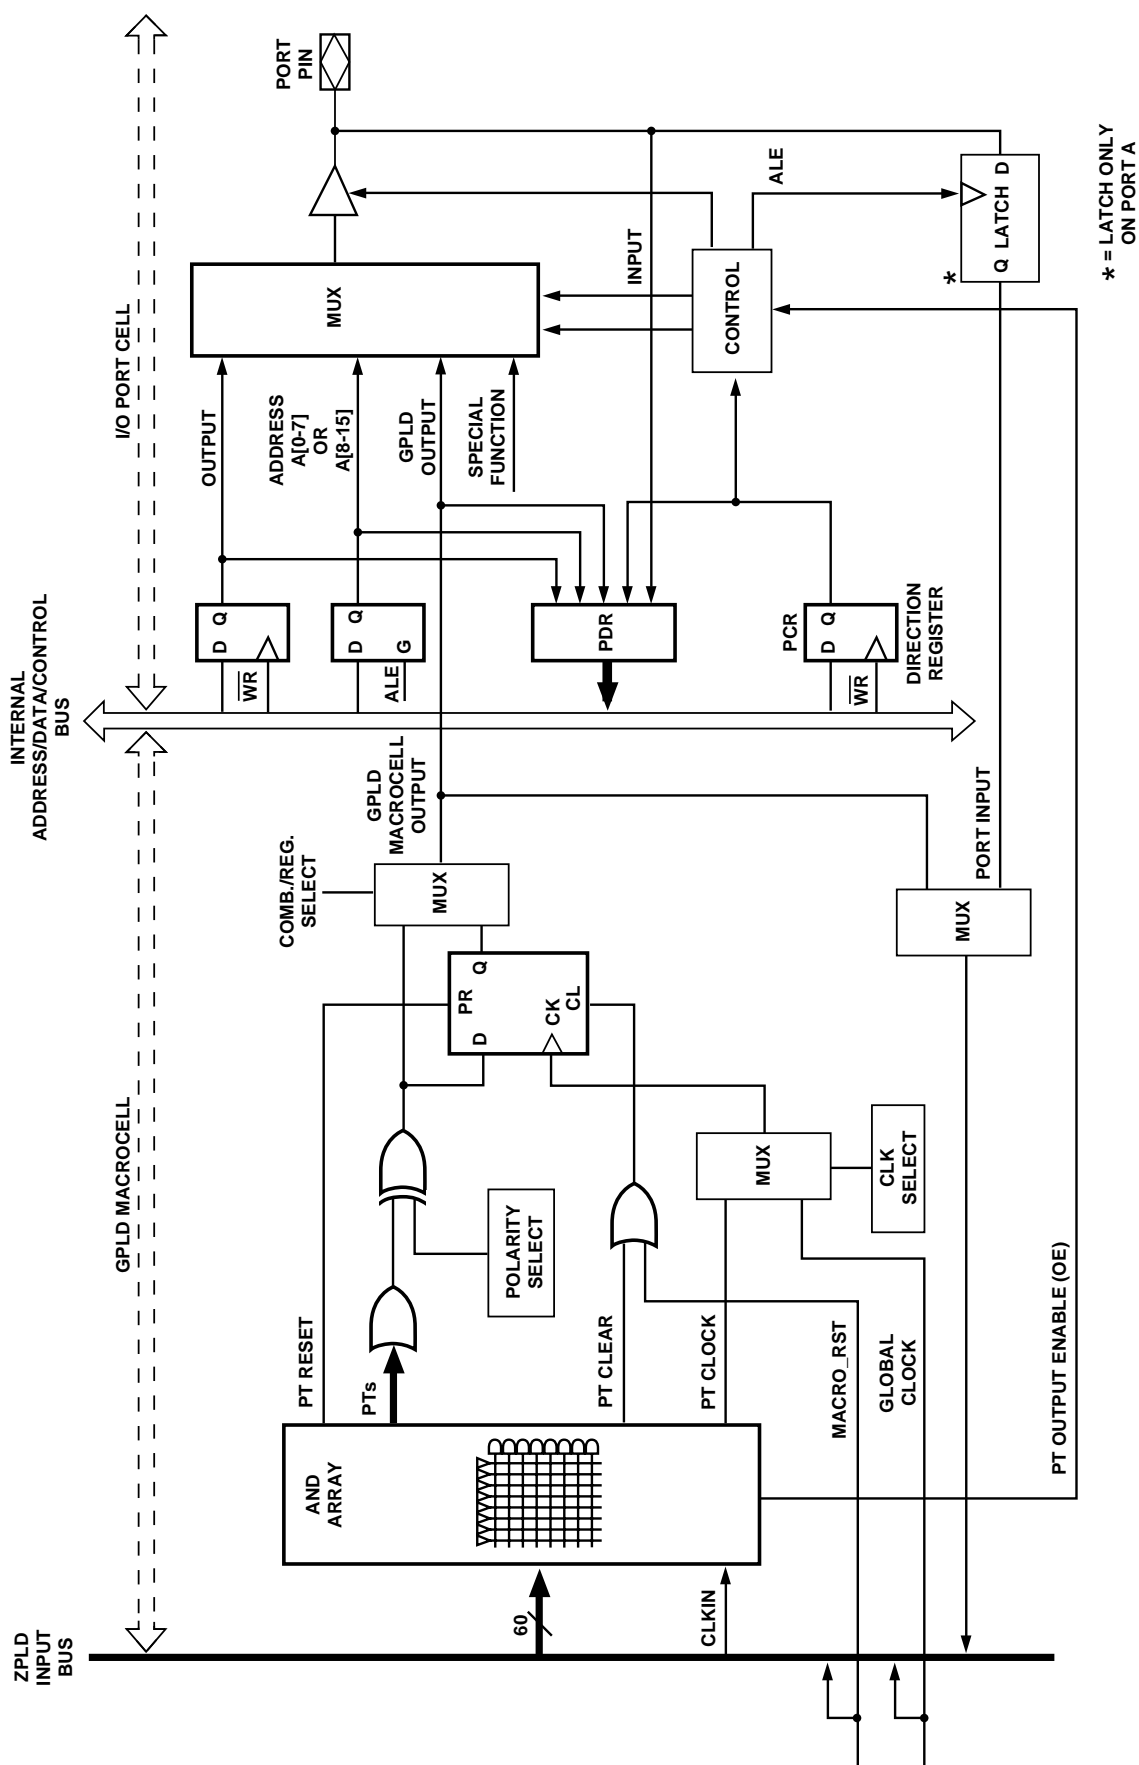 ZPLD
INPUT
BUS
INTERNAL
ADDRESS/DATA/CONTROL
BUS
GPLD MACROCELL
I/O PORT CELL
AND
ARRAY
60
CLKIN
PT RESET
PTs
PT CLEAR
PT CLOCK
MACRO_RST
GLOBAL
CLOCK
PT OUTPUT ENABLE (OE)
POLARITY
SELECT
MUX
CLK
SELECT
PR
D
Q
CK
CL
COMB./REG.
SELECT
MUX
GPLD
MACROCELL
OUTPUT
MUX
PORT INPUT
D Q
WR
D Q
G
ALE
PDR
PCR
D Q
WR
DIRECTION
REGISTER
OUTPUT
ADDRESS
A[0-7]
OR
A[8-15]
GPLD
OUTPUT
SPECIAL
FUNCTION
MUX
CONTROL
INPUT
ALE
Q LATCH D
*
PORT
PIN
* = LATCH ONLY
ON PORT A